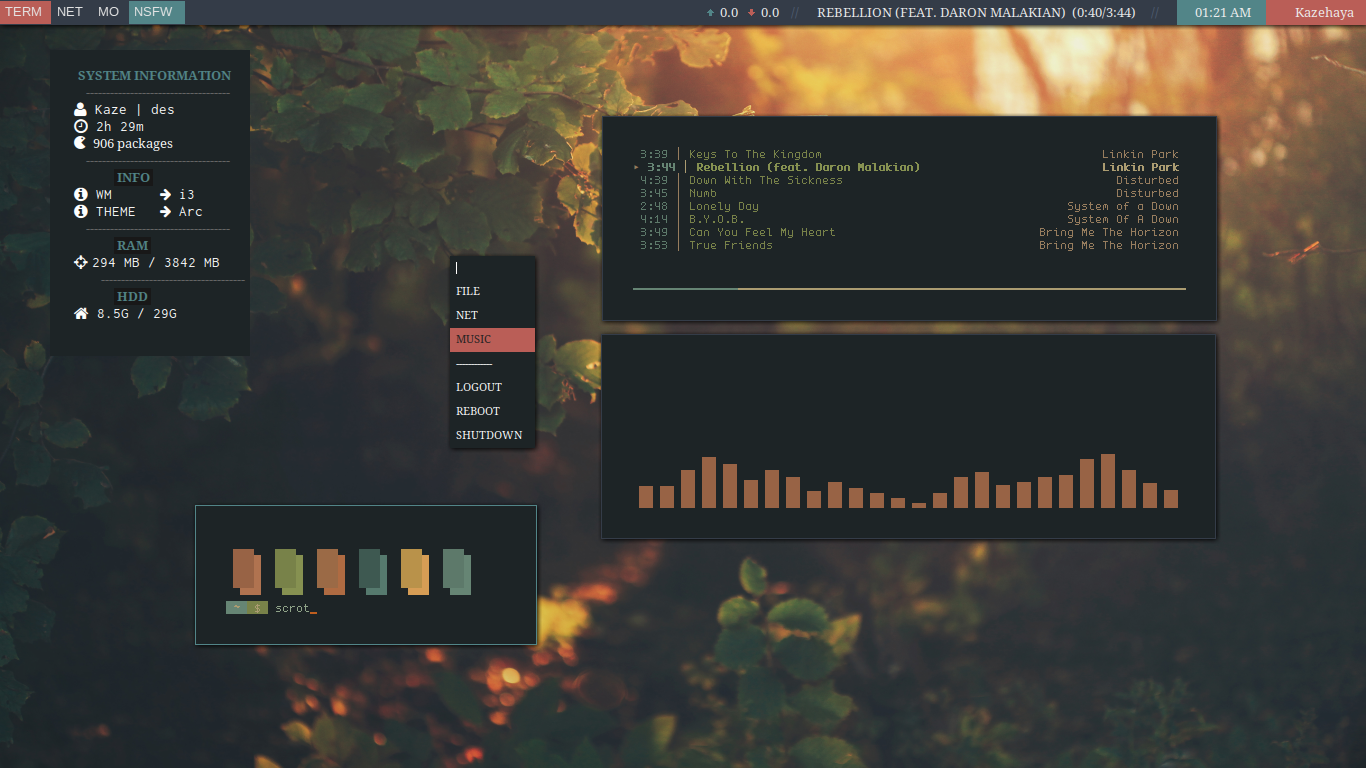 TERM NET MO NSFW 0.0 0.0 // REBELLION (FEAT. DARON MALAKIAN) (0:40/3:44) // 01:21 AM Kazehaya
SYSTEM INFORMATION
Kaze | des
2h 29m
906 packages
INFO
WM i3
THEME Arc
RAM
294 MB / 3842 MB
HDD
8.5G / 29G
3:39 Keys To The Kingdom Linkin Park
3:44 Rebellion (feat. Daron Malakian) Linkin Park
4:39 Down With The Sickness Disturbed
3:45 Numb Disturbed
2:48 Lonely Day System of a Down
4:14 B.Y.O.B. System Of A Down
3:49 Can You Feel My Heart Bring Me The Horizon
3:53 True Friends Bring Me The Horizon
FILE
NET
MUSIC
LOGOUT
REBOOT
SHUTDOWN
~ $ scrot_